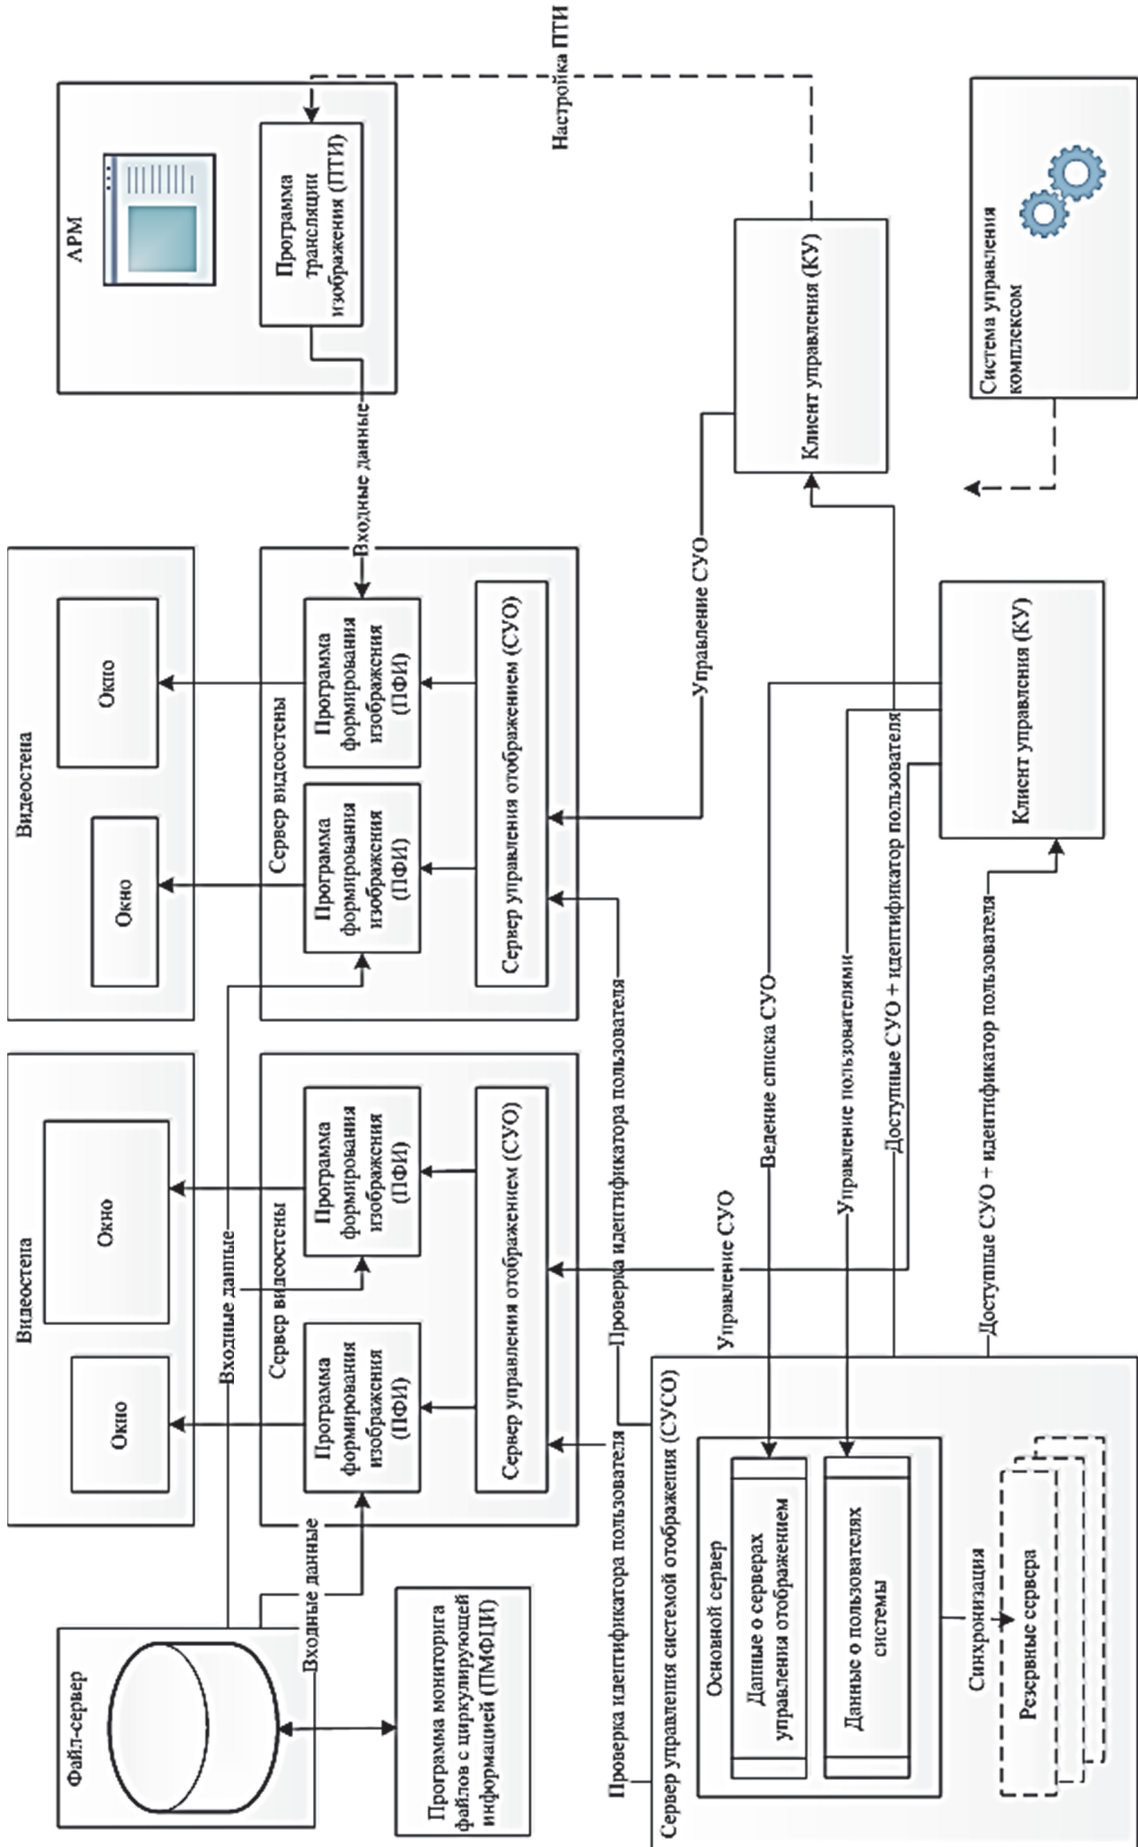 Файл-сервер
Программа мониторига
файлов с циркулирующей
информацией (ПМФЦИ)
Входные данные
Входные данные
Видеостена
Окно
Окно
Сервер видеостены
Программа
формирования
изображения
(ПФИ)
Программа
формирования
изображения
(ПФИ)
Сервер управления отображением (СУО)
Видеостена
Окно
Окно
Сервер видеостены
Программа
формирования
изображения
(ПФИ)
Программа
формирования
изображения
(ПФИ)
Сервер управления отображением (СУО)
Входные данные
АРМ
Программа
трансляции
изображения (ПТИ)
Настройка ПТИ
Проверка идентификатора пользователя
Проверка идентификатора пользователя
Сервер управления системой отображения (СУСО)
Основной сервер
Данные о серверах
управления отображением
Данные о пользователях
системы
Синхронизация
Резервные сервера
Управление СУО
Ведение списка СУО
Управление пользователями
Доступные СУО + идентификатор пользователя
Доступные СУО + идентификатор пользователя
Управление СУО
Клиент управления (КУ)
Клиент управления (КУ)
Система управления
комплексом